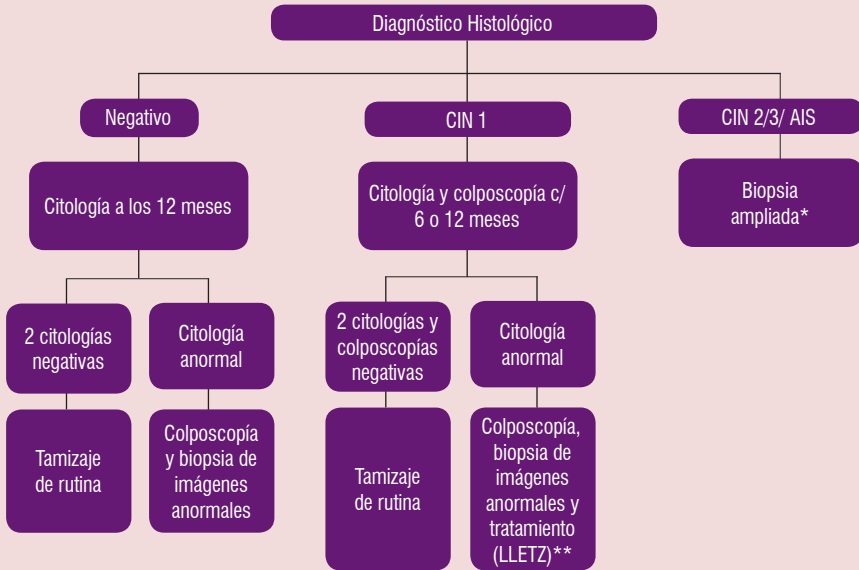 Diagnóstico Histológico
Negativo
CIN 1
CIN 2/3/ AIS
Citología a los 12 meses
Citología y colposcopía c/
6 o 12 meses
Biopsia
ampliada*
2 citologías
negativas
Citología
anormal
2 citologías y
colposcopías
negativas
Citología
anormal
Tamizaje
de rutina
Colposcopía
y biopsia de
imágenes
anormales
Tamizaje
de rutina
Colposcopía,
biopsia de
imágenes
anormales y
tratamiento
(LLETZ)**